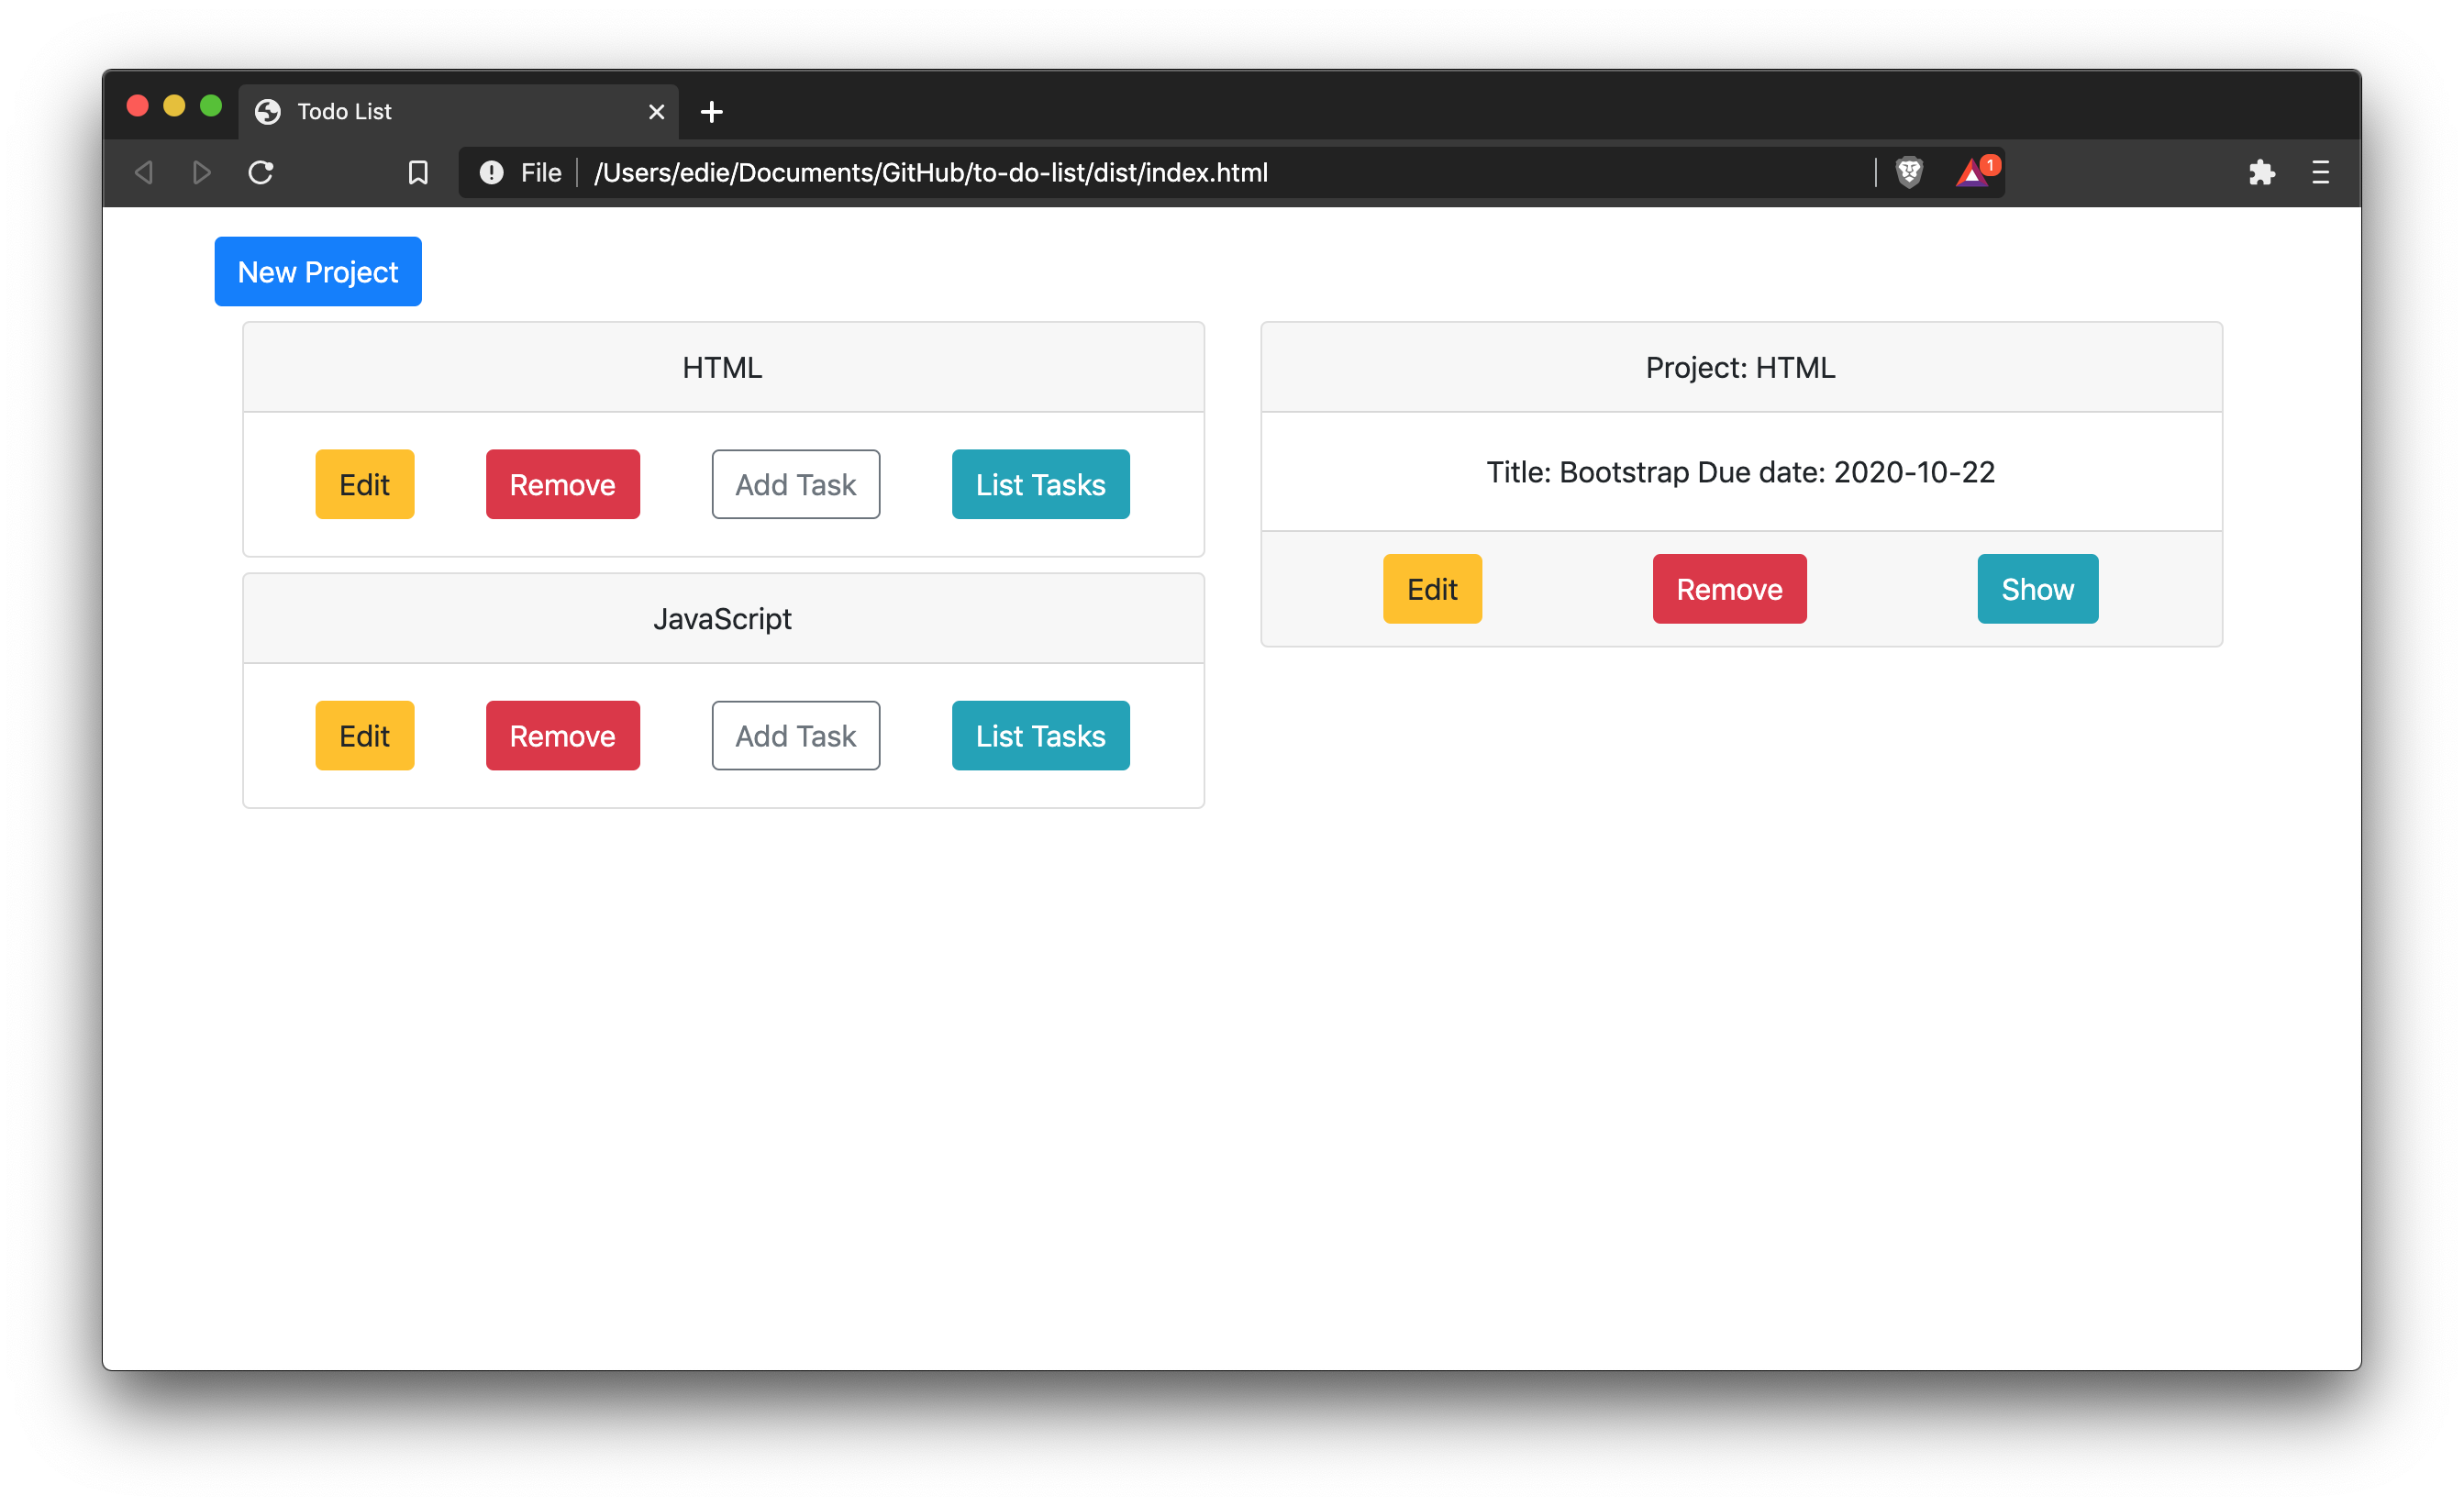 Todo List
File /Users/edie/Documents/GitHub/to-do-list/dist/index.html 1
New Project
HTML
Edit Remove Add Task List Tasks
JavaScript
Edit Remove Add Task List Tasks
Project: HTML
Title: Bootstrap Due date: 2020-10-22
Edit Remove Show